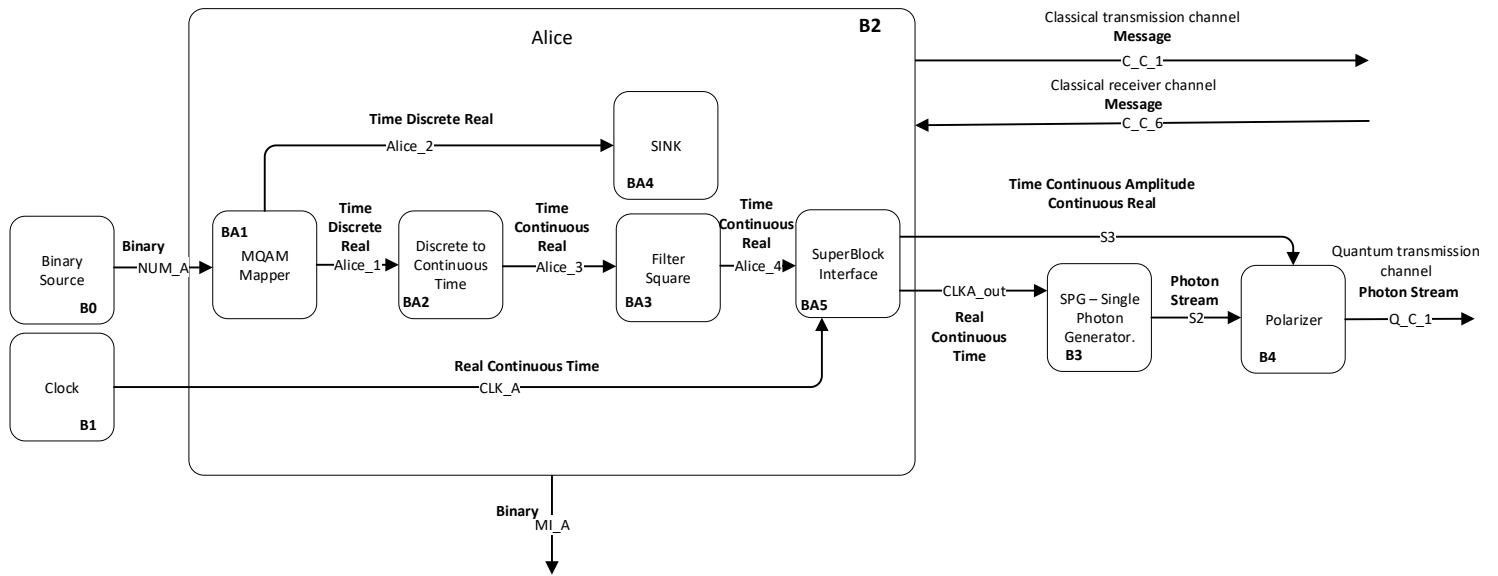 Alice
B2
Classical transmission channel
Message
C_C_1
Classical receiver channel
Message
C_C_6
Time Discrete Real
Alice_2
SINK
BA4
Time Continuous Amplitude
Continuous Real
S3
Binary
Source
B0
Binary
NUM_A
BA1
MQAM
Mapper
Time
Discrete
Real
Alice_1
Discrete to
Continuous
Time
BA2
Time
Continuous
Real
Alice_3
Filter
Square
BA3
Time
Continuous
Real
Alice_4
SuperBlock
Interface
BA5
CLKA_out
Real
Continuous
Time
SPG – Single
Photon
Generator.
B3
Photon
Stream
S2
Polarizer
B4
Quantum transmission
channel
Photon Stream
Q_C_1
Clock
B1
Real Continuous Time
CLK_A
Binary
MI_A